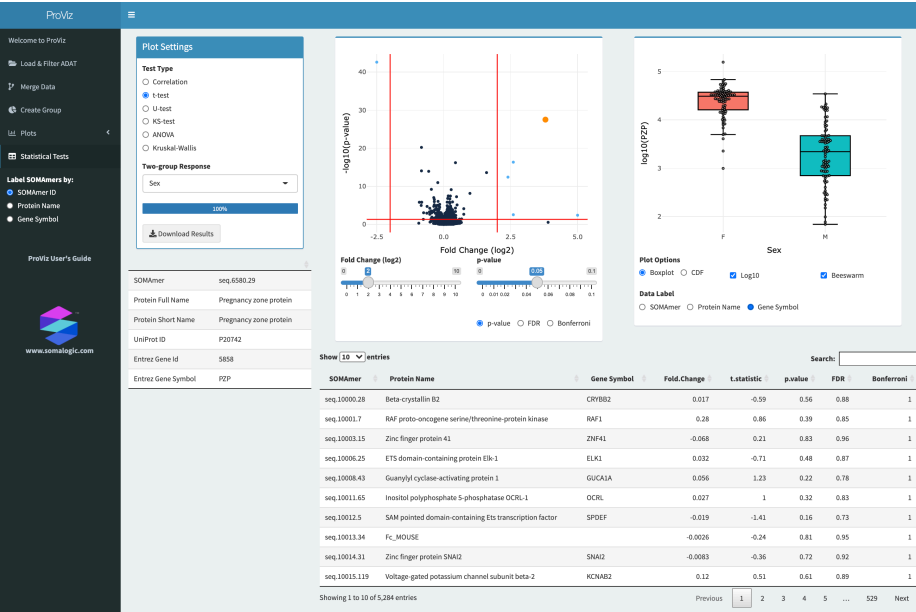 ProViz
Welcome to ProViz
Load & Filter ADAT
Merge Data
Create Group
Plots
Statistical Tests
Label SOMAmers by:
SOMAmer ID
Protein Name
Gene Symbol
ProViz User's Guide
www.somalogic.com
Plot Settings
Test Type
Correlation
t-test
U-test
KS-test
ANOVA
Kruskal-Wallis
Two-group Response
Sex
100%
Download Results
SOMAmer seq.6580.29
Protein Full Name Pregnancy zone protein
Protein Short Name Pregnancy zone protein
UniProt ID P20742
Entrez Gene Id 5858
Entrez Gene Symbol PZP
-log10(p-value)
40
30
20
10
0
-2.5 0.0 2.5 5.0
Fold Change (log2)
Fold Change (log2)
0 2 10
0 1 2 3 4 5 6 7 8 9 10
p-value
0 0.05 0.1
0 0.01 0.02 0.04 0.06 0.08 0.1
p-value FDR Bonferroni
log10(PZP)
5
4
3
2
F M
Sex
Plot Options
Boxplot CDF Log10 Beeswarm
Data Label
SOMAmer Protein Name Gene Symbol
Show 10 entries
Search:
SOMAmer Protein Name Gene Symbol Fold.Change t.statistic p.value FDR Bonferroni
seq.10000.28 Beta-crystallin B2 CRYBB2 0.017 -0.59 0.56 0.88 1
seq.10001.7 RAF proto-oncogene serine/threonine-protein kinase RAF1 0.28 0.86 0.39 0.85 1
seq.10003.15 Zinc finger protein 41 ZNF41 -0.068 0.21 0.83 0.96 1
seq.10006.25 ETS domain-containing protein Elk-1 ELK1 0.032 -0.71 0.48 0.87 1
seq.10008.43 Guanylyl cyclase-activating protein 1 GUCA1A 0.056 1.23 0.22 0.78 1
seq.10011.65 Inositol polyphosphate 5-phosphatase OCRL-1 OCRL 0.027 1 0.32 0.83 1
seq.10012.5 SAM pointed domain-containing Ets transcription factor SPDEF -0.019 -1.41 0.16 0.73 1
seq.10013.34 Fc_MOUSE -0.0026 -0.24 0.81 0.95 1
seq.10014.31 Zinc finger protein SNAI2 SNAI2 -0.0083 -0.36 0.72 0.92 1
seq.10015.119 Voltage-gated potassium channel subunit beta-2 KCNAB2 0.12 0.51 0.61 0.89 1
Showing 1 to 10 of 5,284 entries
Previous 1 2 3 4 5 ... 529 Next